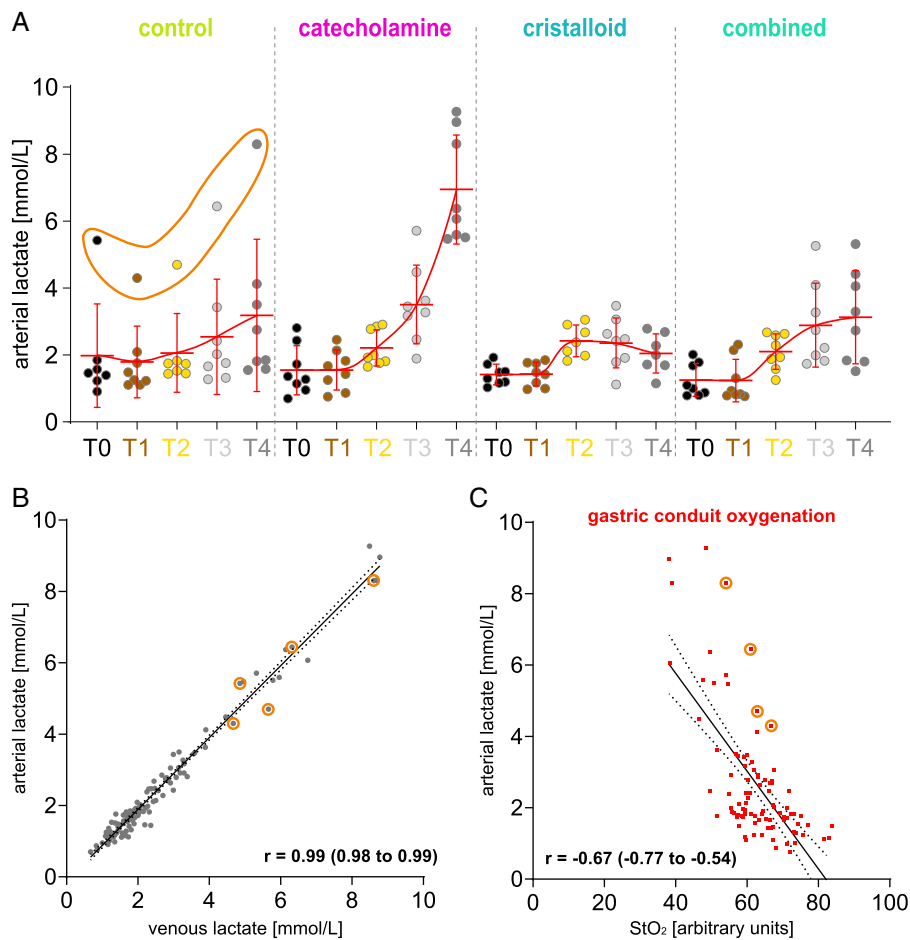 A
control catecholamine cristalloid combined
arterial lactate [mmol/L]
10
8
6
4
2
0
T0 T1 T2 T3 T4 T0 T1 T2 T3 T4 T0 T1 T2 T3 T4 T0 T1 T2 T3 T4
B
arterial lactate [mmol/L]
10
8
6
4
2
0
r = 0.99 (0.98 to 0.99)
0 2 4 6 8 10
venous lactate [mmol/L]
C
gastric conduit oxygenation
arterial lactate [mmol/L]
10
8
6
4
2
0
r = -0.67 (-0.77 to -0.54)
0 20 40 60 80 100
StO₂ [arbitrary units]